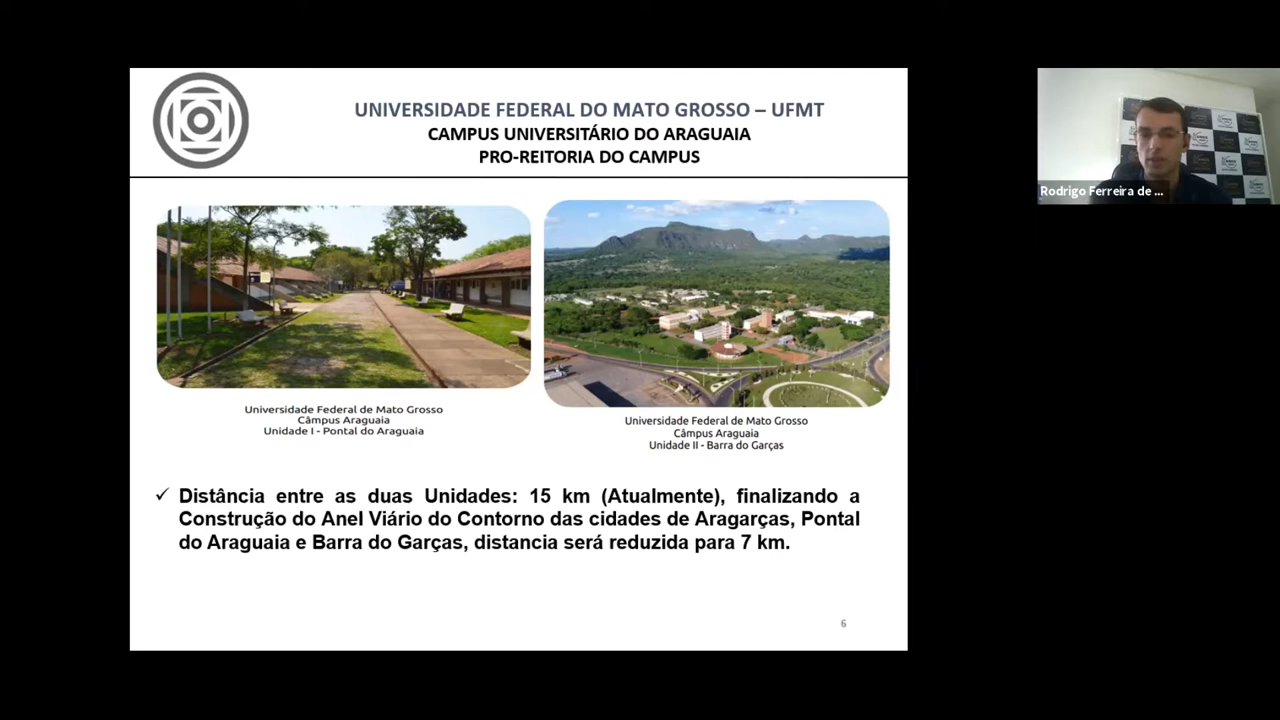 UNIVERSIDADE FEDERAL DO MATO GROSSO – UFMT
CAMPUS UNIVERSITÁRIO DO ARAGUAIA
PRO-REITORIA DO CAMPUS
Universidade Federal de Mato Grosso
Câmpus Araguaia
Unidade I - Pontal do Araguaia
Universidade Federal de Mato Grosso
Câmpus Araguaia
Unidade II - Barra do Garças
✓ Distância entre as duas Unidades: 15 km (Atualmente), finalizando a
Construção do Anel Viário do Contorno das cidades de Aragarças, Pontal
do Araguaia e Barra do Garças, distancia será reduzida para 7 km.
6
Rodrigo Ferreira de ...